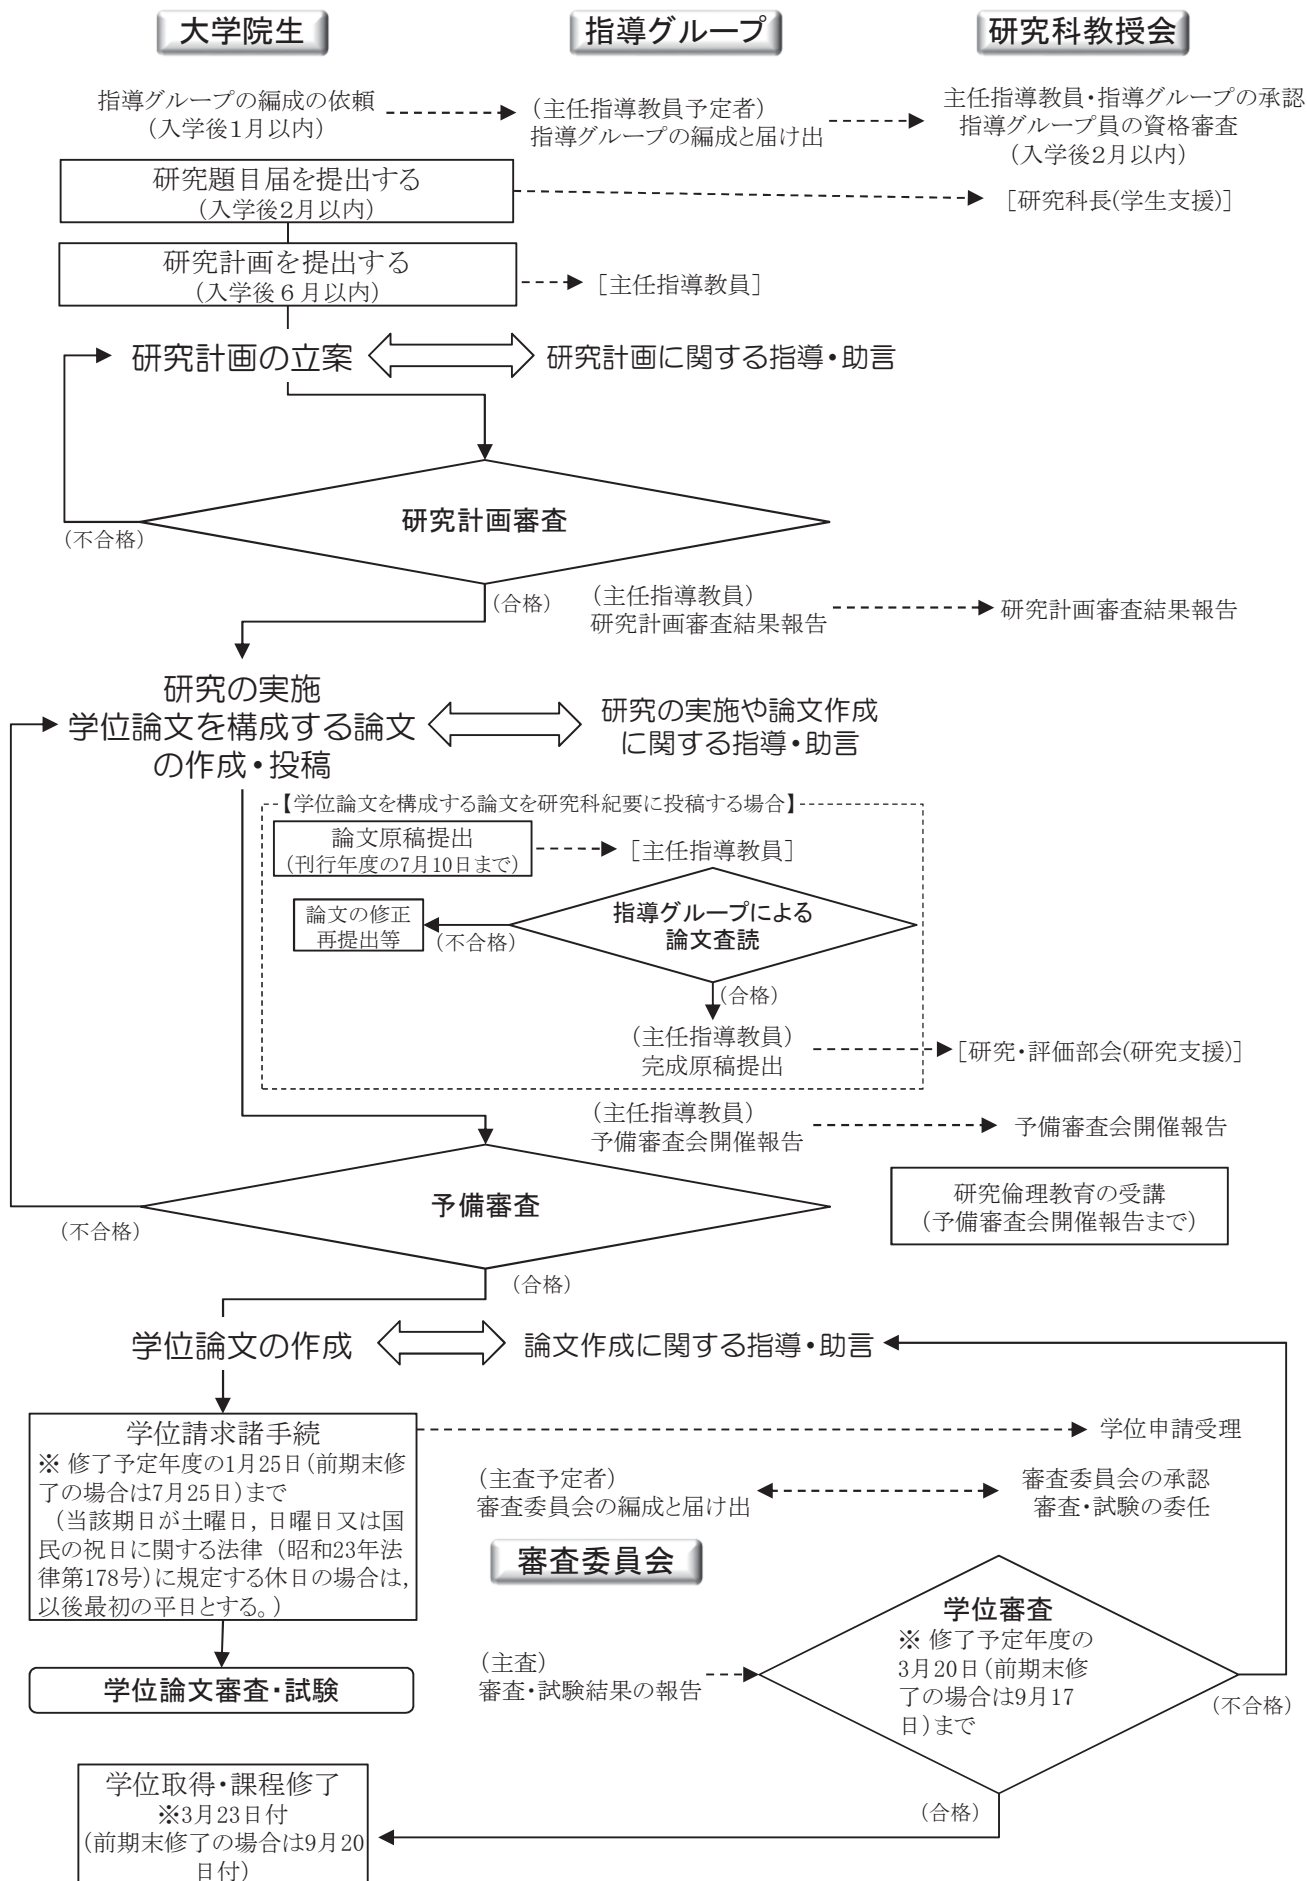 大学院生
指導グループ
研究科教授会
指導グループの編成の依頼
(入学後1月以内)
(主任指導教員予定者)
指導グループの編成と届け出
主任指導教員・指導グループの承認
指導グループ員の資格審査
(入学後2月以内)
研究題目届を提出する
(入学後2月以内)
[研究科長(学生支援)]
研究計画を提出する
(入学後６月以内)
[主任指導教員]
研究計画の立案
研究計画に関する指導・助言
研究計画審査
(不合格)
(合格)
(主任指導教員)
研究計画審査結果報告
研究計画審査結果報告
研究の実施
学位論文を構成する論文
の作成・投稿
研究の実施や論文作成
に関する指導・助言
【学位論文を構成する論文を研究科紀要に投稿する場合】
論文原稿提出
(刊行年度の7月10日まで)
[主任指導教員]
指導グループによる
論文査読
論文の修正
再提出等
(不合格)
(合格)
(主任指導教員)
完成原稿提出
[研究・評価部会(研究支援)]
(主任指導教員)
予備審査会開催報告
予備審査会開催報告
予備審査
研究倫理教育の受講
(予備審査会開催報告まで)
(不合格)
(合格)
学位論文の作成
論文作成に関する指導・助言
学位請求諸手続
※ 修了予定年度の1月25日(前期末修
了の場合は7月25日)まで
(当該期日が土曜日, 日曜日又は国
民の祝日に関する法律 (昭和23年法
律第178号)に規定する休日の場合は,
以後最初の平日とする。)
学位申請受理
(主査予定者)
審査委員会の編成と届け出
審査委員会の承認
審査・試験の委任
審査委員会
学位審査
※ 修了予定年度の
3月20日(前期末修
了の場合は9月17
日)まで
(主査)
審査・試験結果の報告
学位論文審査・試験
(不合格)
(合格)
学位取得・課程修了
※3月23日付
(前期末修了の場合は9月20
日付)